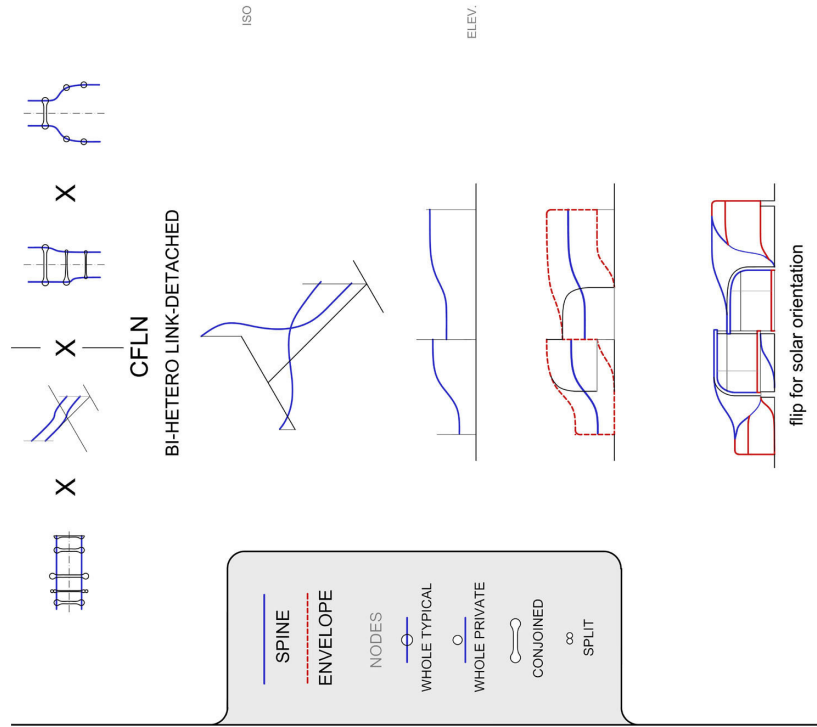 X
X
X
CFLN
BI-HETERO LINK-DETACHED
ISO
ELEV.
flip for solar orientation
SPINE
ENVELOPE
NODES
WHOLE TYPICAL
WHOLE PRIVATE
CONJOINED
SPLIT